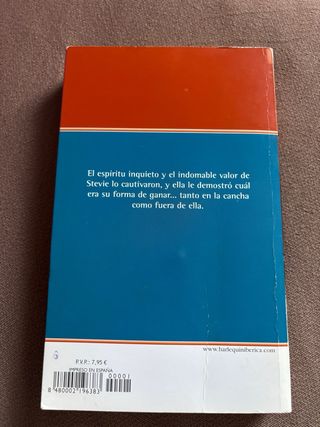 El espíritu inquieto y el indomable valor de
Stevie lo cautivaron, y ella le demostró cuál
era su forma de ganar... tanto en la cancha
como fuera de ella.
www.harlequiniberica.com
6
P.V.P.: 7,95 €
IMPRESO EN ESPAÑA
00001
8 480002 196383